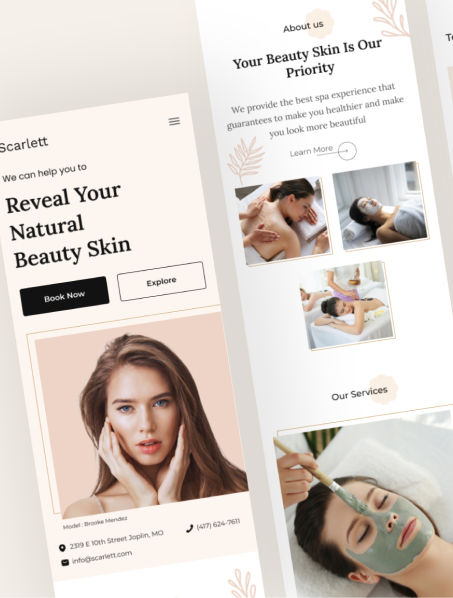 Scarlett
We can help you to
Reveal Your
Natural
Beauty Skin
Book Now
Explore
Model : Brooke Mendez
2319 E 10th Street Joplin, MO
(417) 624-7611
info@scarlett.com
About us
Your Beauty Skin Is Our
Priority
We provide the best spa experience that
guarantees to make you healthier and make
you look more beautiful
Learn More
Our Services